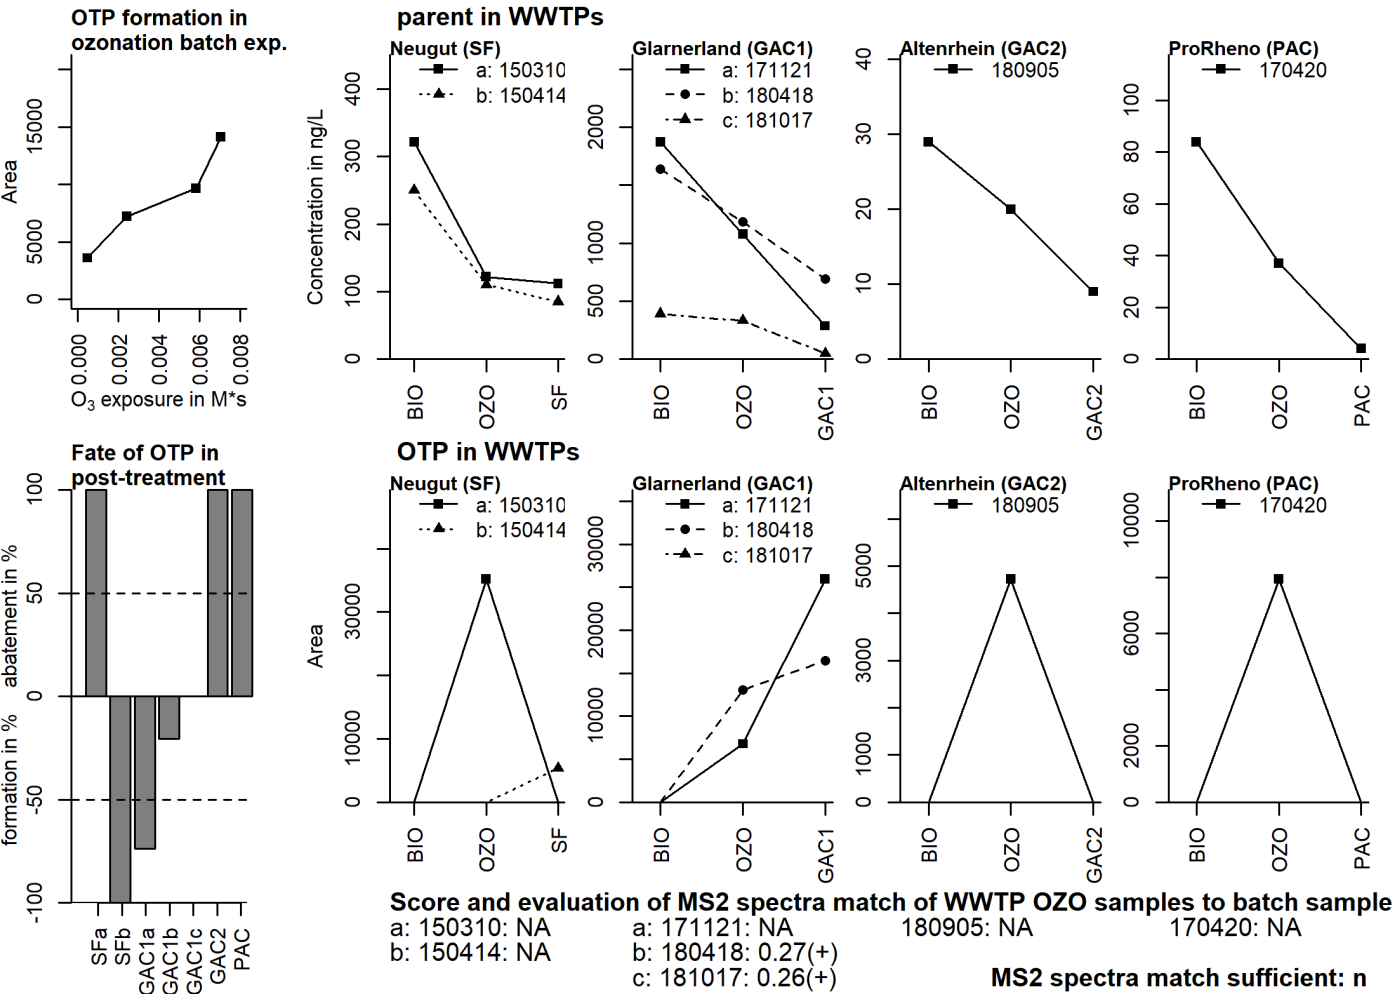 OTP formation in
ozonation batch exp.
Area
15000
5000
0
0.000
0.002
0.004
0.006
0.008
O₃ exposure in M*s
parent in WWTPs
Concentration in ng/L
Neugut (SF)
a: 150310
b: 150414
400
300
200
100
0
BIO
OZO
SF
Glarnerland (GAC1)
a: 171121
b: 180418
c: 181017
2000
1000
500
0
BIO
OZO
GAC1
Altenrhein (GAC2)
180905
40
30
20
10
0
BIO
OZO
GAC2
ProRheno (PAC)
170420
100
80
60
40
20
0
BIO
OZO
PAC
Fate of OTP in
post-treatment
abatement in %
formation in %
100
50
0
-50
-100
SFa
SFb
GAC1a
GAC1b
GAC1c
GAC2
PAC
OTP in WWTPs
Area
Neugut (SF)
a: 150310
b: 150414
30000
10000
0
BIO
OZO
SF
Glarnerland (GAC1)
a: 171121
b: 180418
c: 181017
30000
20000
10000
0
BIO
OZO
GAC1
Altenrhein (GAC2)
180905
5000
3000
1000
0
BIO
OZO
GAC2
ProRheno (PAC)
170420
10000
6000
2000
0
BIO
OZO
PAC
Score and evaluation of MS2 spectra match of WWTP OZO samples to batch sample
a: 150310: NA
b: 150414: NA
a: 171121: NA
b: 180418: 0.27(+)
c: 181017: 0.26(+)
180905: NA
170420: NA
MS2 spectra match sufficient: n